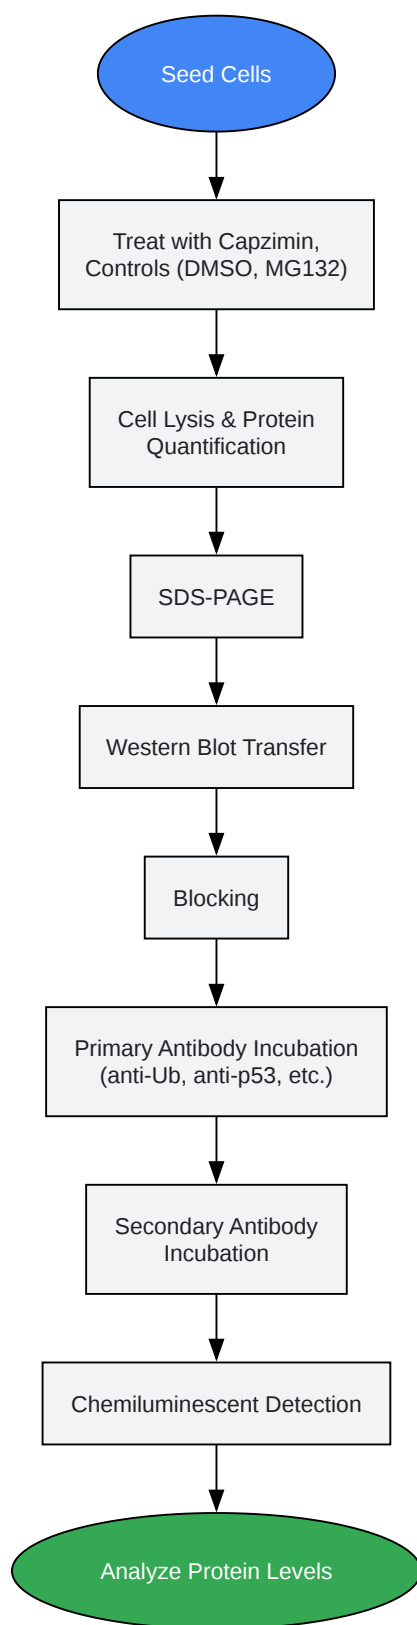 Seed Cells
Treat with Capzimin,
Controls (DMSO, MG132)
Cell Lysis & Protein
Quantification
SDS-PAGE
Western Blot Transfer
Blocking
Primary Antibody Incubation
(anti-Ub, anti-p53, etc.)
Secondary Antibody
Incubation
Chemiluminescent Detection
Analyze Protein Levels